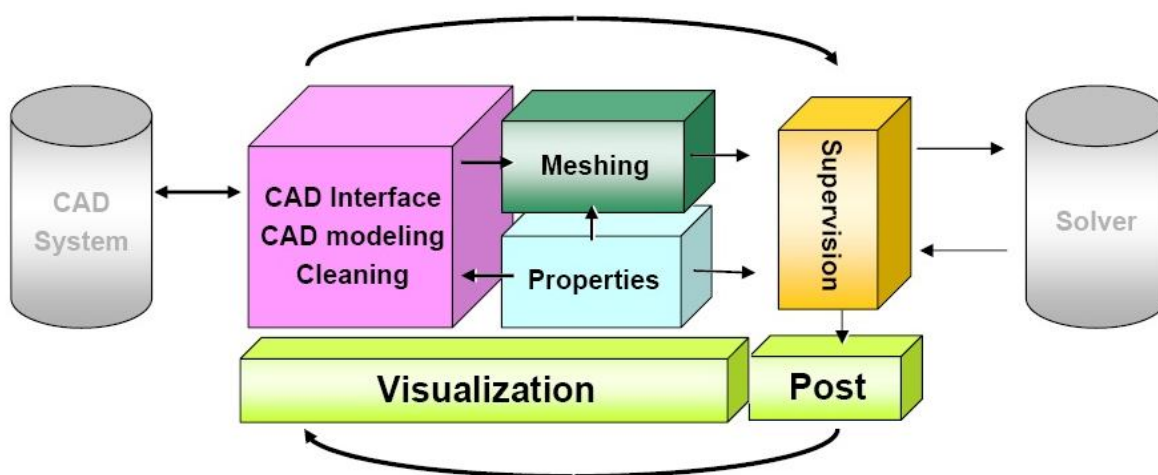 CAD
System
CAD Interface
CAD modeling
Cleaning
Meshing
Properties
Supervision
Solver
Visualization
Post